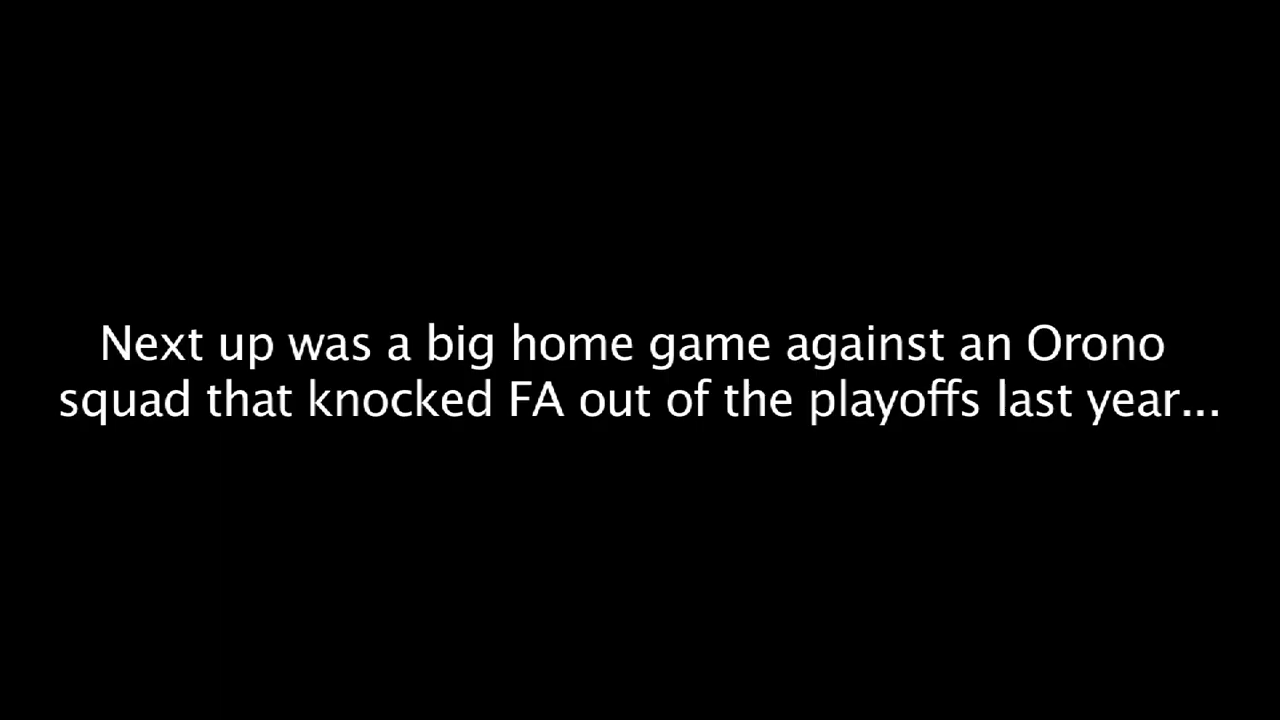 Next up was a big home game against an Orono
squad that knocked FA out of the playoffs last year...